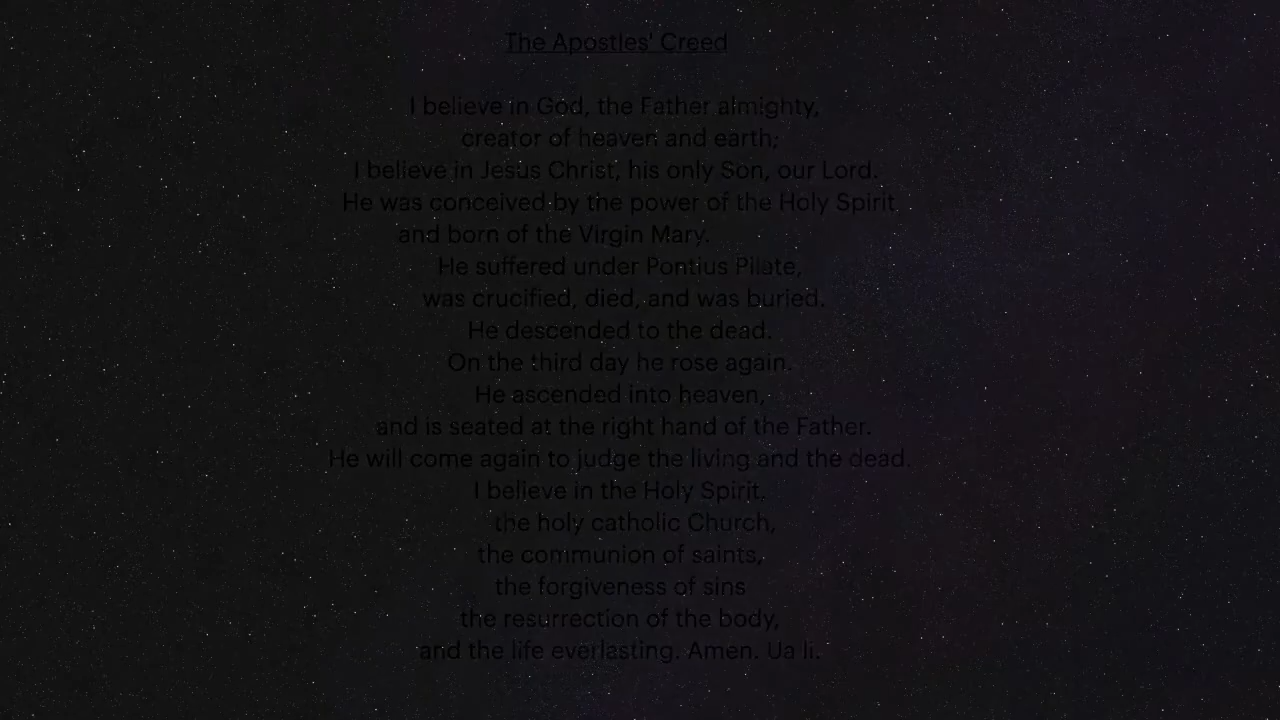 The Apostles' Creed
I believe in God, the Father almighty,
creator of heaven and earth;
I believe in Jesus Christ, his only Son, our Lord.
He was conceived by the power of the Holy Spirit
and born of the Virgin Mary.
He suffered under Pontius Pilate,
was crucified, died, and was buried.
He descended to the dead.
On the third day he rose again.
He ascended into heaven,
and is seated at the right hand of the Father.
He will come again to judge the living and the dead.
I believe in the Holy Spirit,
the holy catholic Church,
the communion of saints,
the forgiveness of sins
the resurrection of the body,
and the life everlasting. Amen. Ua li.